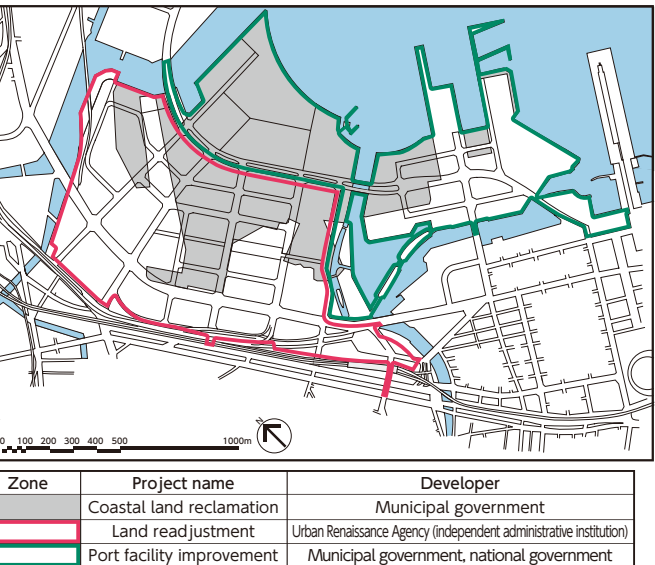 N
0 100 200 300 400 500 1000m
Zone Project name Developer
Coastal land reclamation Municipal government
Land readjustment Urban Renaissance Agency (independent administrative institution)
Port facility improvement Municipal government, national government